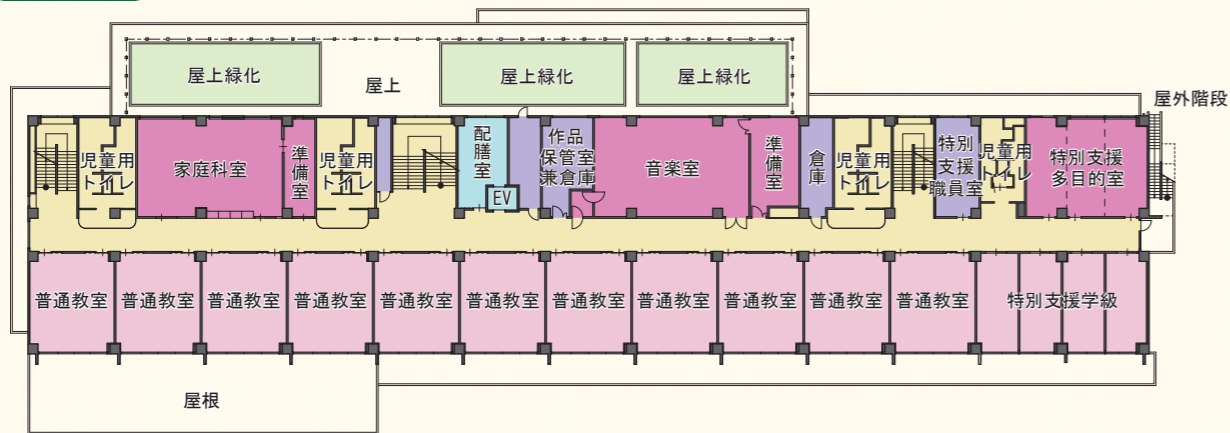 屋上緑化
屋上緑化
屋上緑化
屋上
屋外階段
児童用
トイレ
家庭科室
準備室
児童用
トイレ
配膳室
EV
作品
保管室
兼倉庫
音楽室
準備室
倉庫
児童用
トイレ
特別
支援
職員室
児童用
トイレ
特別支援
多目的室
普通教室
普通教室
普通教室
普通教室
普通教室
普通教室
普通教室
普通教室
普通教室
普通教室
普通教室
特別支援学級
屋根